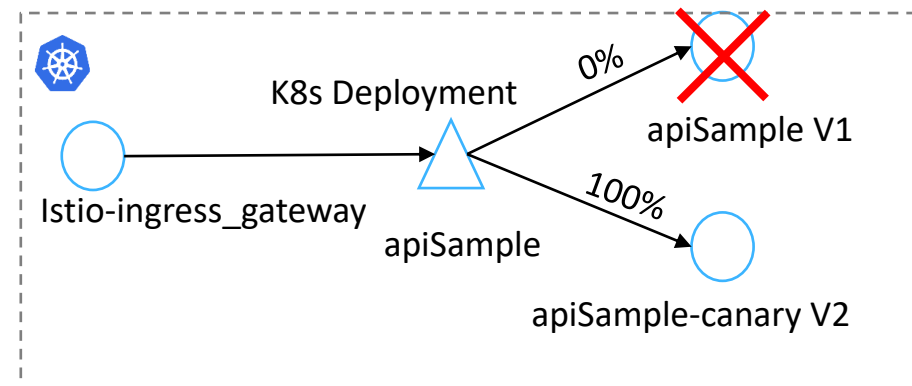 0%
K8s Deployment
apiSample V1
100%
Istio-ingress_gateway
apiSample
apiSample-canary V2